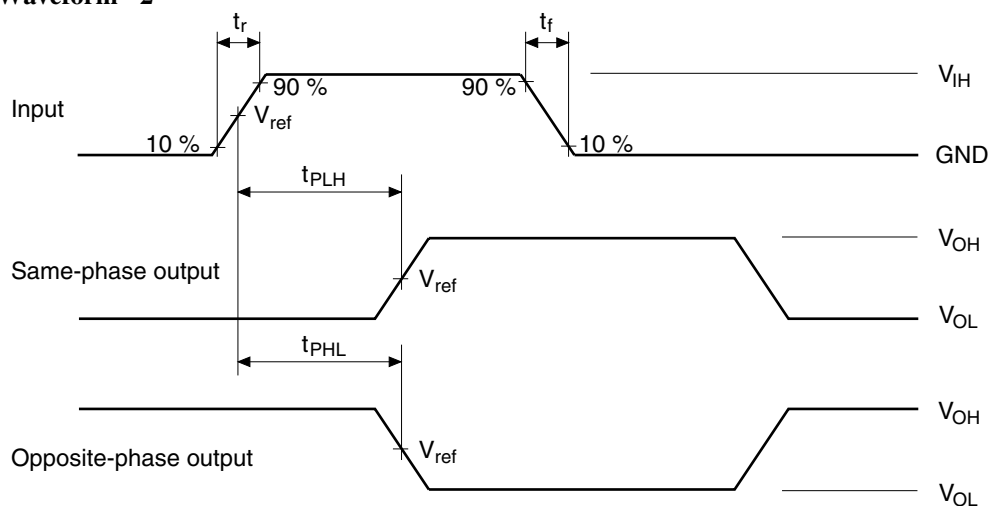 Waveform - 2
tr
tf
90 %
90 %
VIH
Input
Vref
10 %
10 %
GND
tPLH
VOH
Same-phase output
Vref
VOL
tPHL
VOH
Opposite-phase output
Vref
VOL